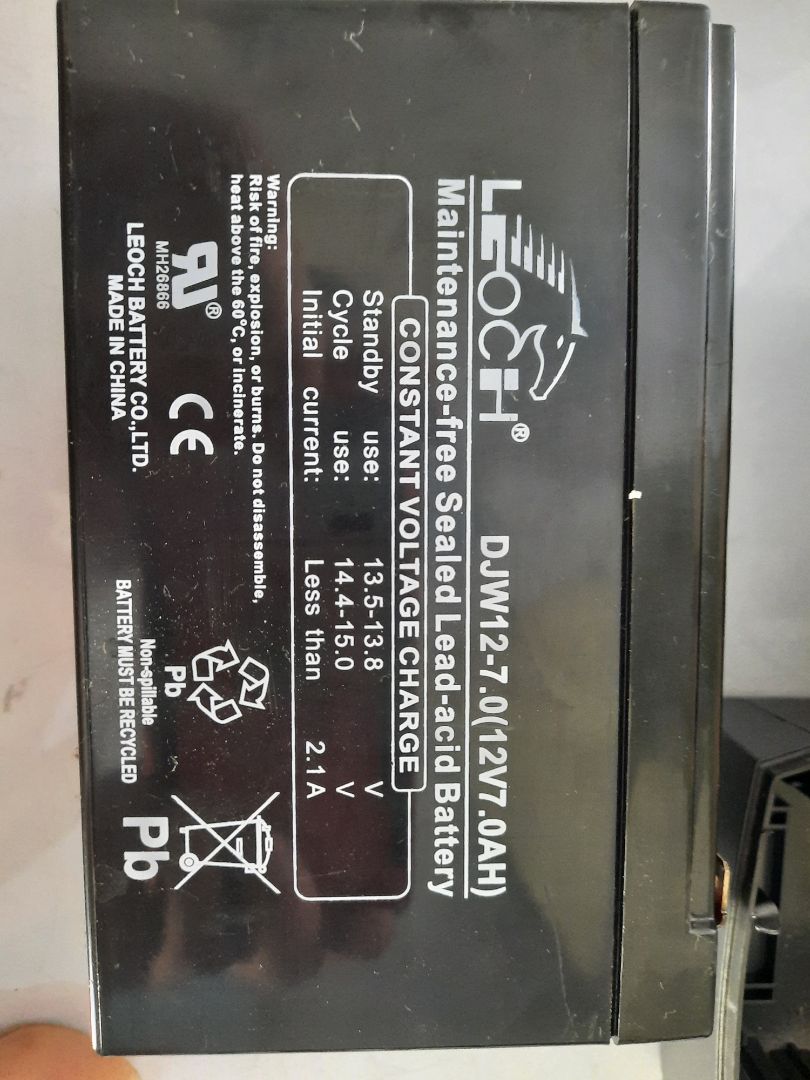 LEOCH® DJW12-7.0(12V7.0AH)
Maintenance-free Sealed Lead-acid Battery
CONSTANT VOLTAGE CHARGE
Standby use: 13.5-13.8 V
Cycle use: 14.4-15.0 V
Initial current: Less than 2.1A
Warning:
Risk of fire, explosion, or burns. Do not disassemble,
heat above the 60°C, or incinerate.
RU®
MH26866
CE
LEOCH BATTERY CO.,LTD.
MADE IN CHINA
Pb
Non-spillable
BATTERY MUST BE RECYCLED
Pb